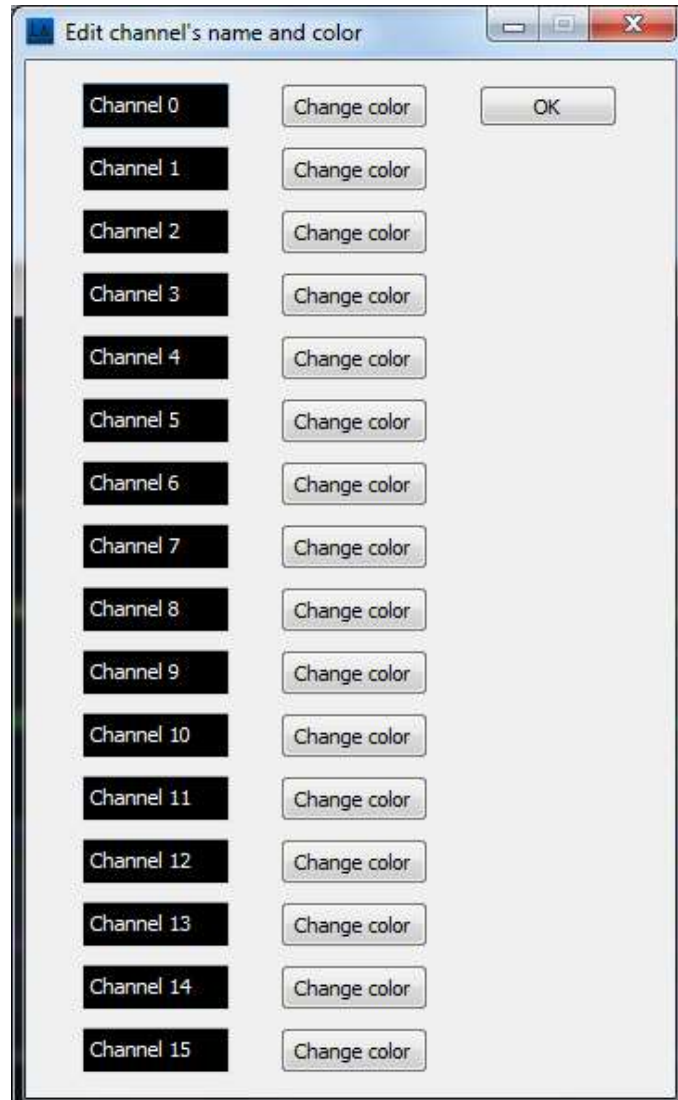 LA Edit channel's name and color
Channel 0 Change color OK
Channel 1 Change color
Channel 2 Change color
Channel 3 Change color
Channel 4 Change color
Channel 5 Change color
Channel 6 Change color
Channel 7 Change color
Channel 8 Change color
Channel 9 Change color
Channel 10 Change color
Channel 11 Change color
Channel 12 Change color
Channel 13 Change color
Channel 14 Change color
Channel 15 Change color